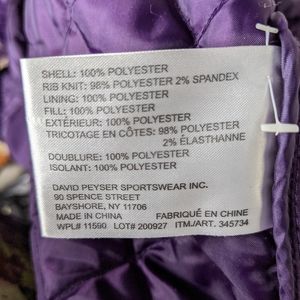 SHELL: 100% POLYESTER
RIB KNIT: 98% POLYESTER 2% SPANDEX
LINING: 100% POLYESTER
FILL: 100% POLYESTER
EXTÉRIEUR: 100% POLYESTER
TRICOTAGE EN CÔTES: 98% POLYESTER
2% ÉLASTHANNE
DOUBLURE: 100% POLYESTER
ISOLANT: 100% POLYESTER
DAVID PEYSER SPORTSWEAR INC.
90 SPENCE STREET
BAYSHORE, NY 11706
MADE IN CHINA FABRIQUÉ EN CHINE
WPL# 11590 LOT# 200927 ITM./ART. 345734